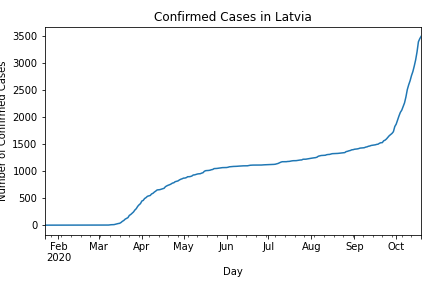 Confirmed Cases in Latvia
Number of Confirmed Cases
3500
3000
2500
2000
1500
1000
500
0
Feb Mar Apr May Jun Jul Aug Sep Oct
2020
Day